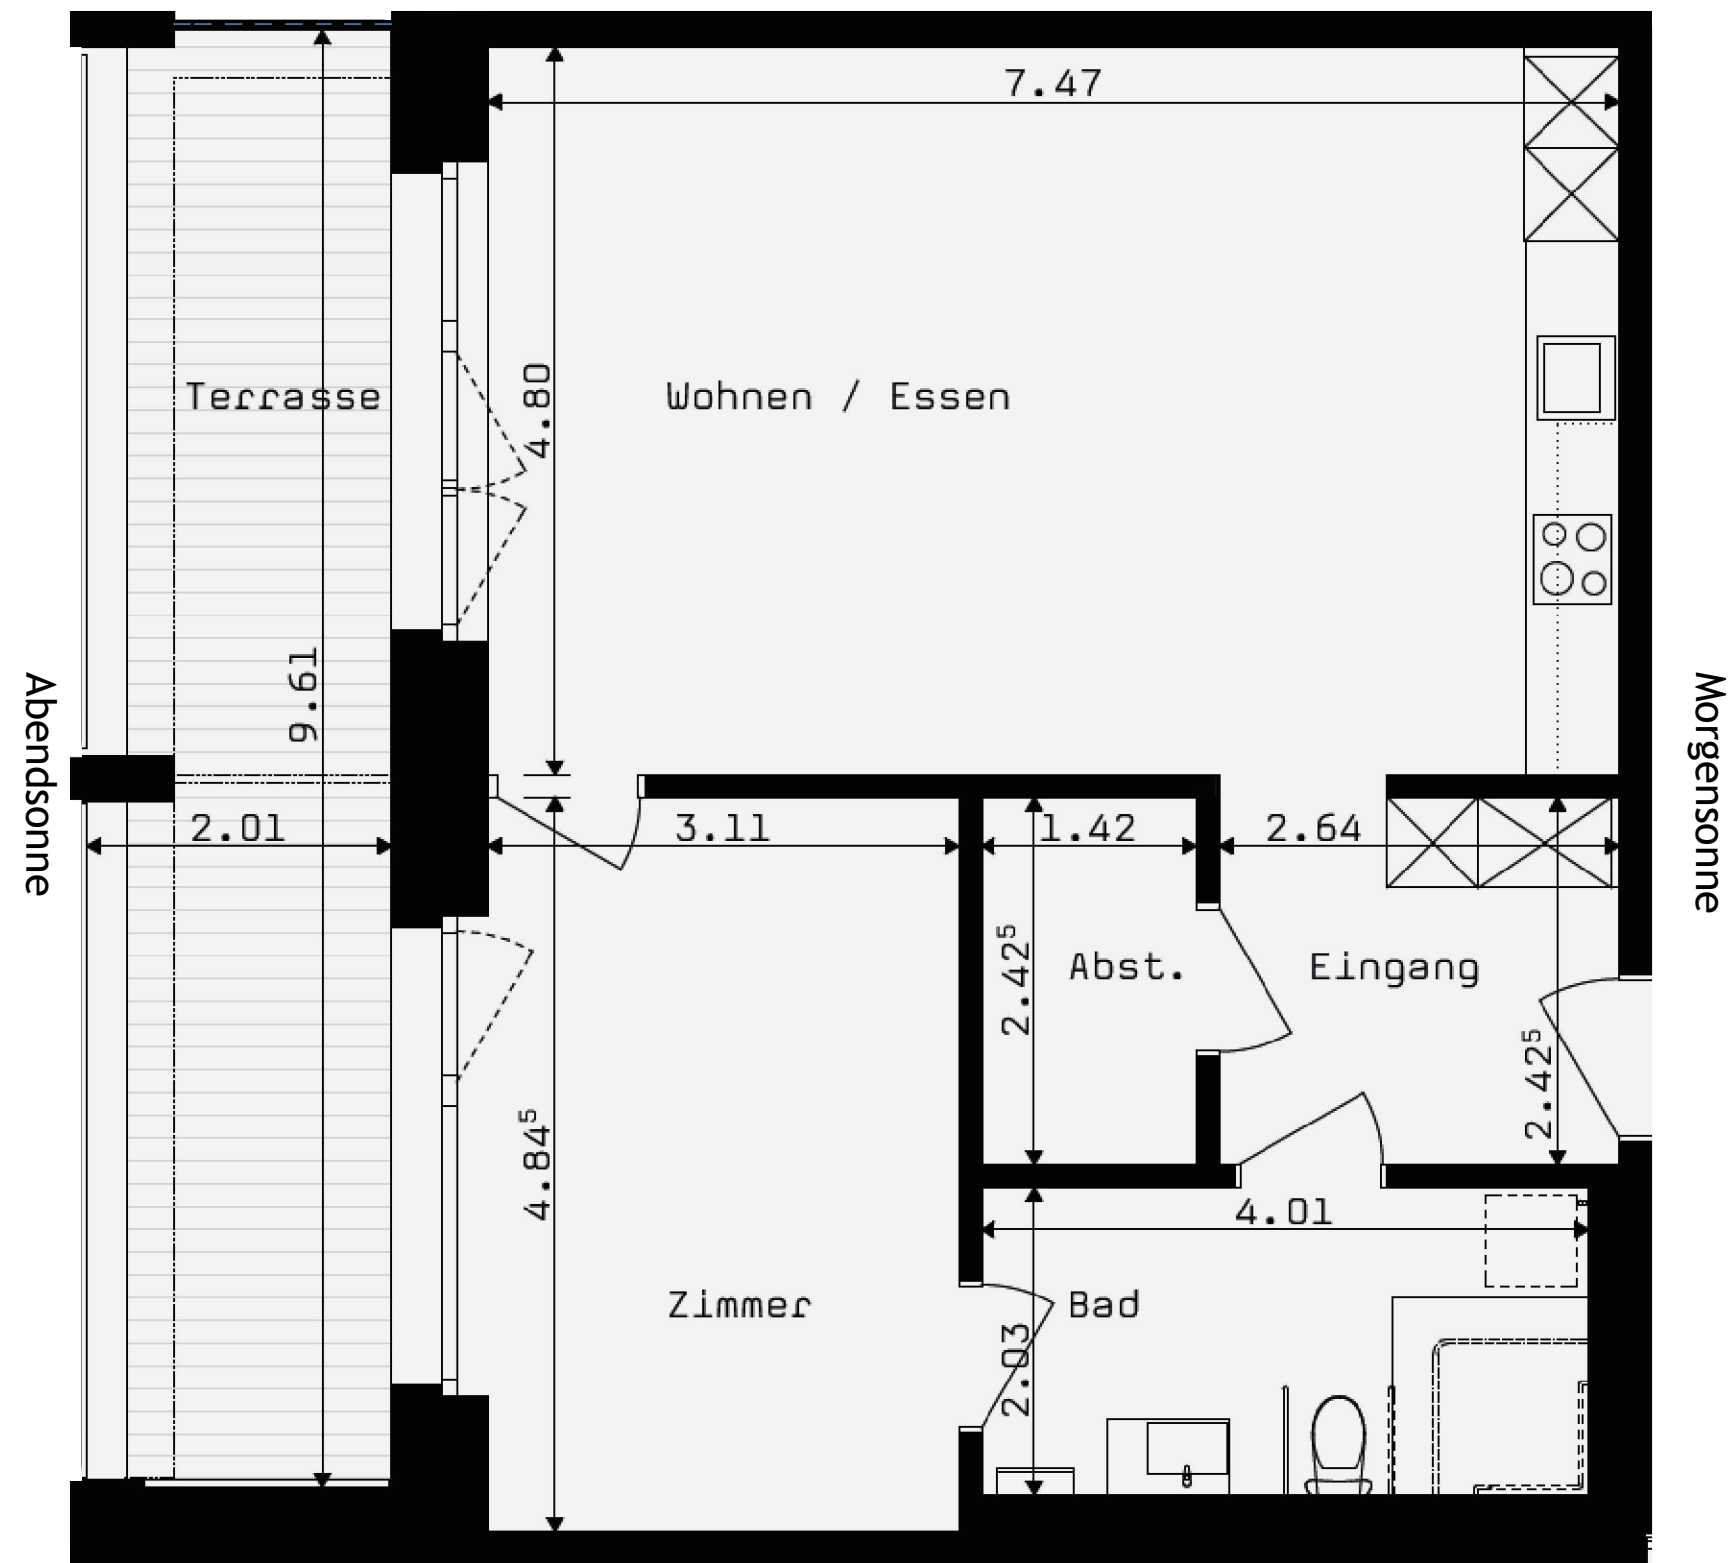 7.47
Terrasse
4.80
Wohnen / Essen
9.61
Abendsonne
Morgensonne
2.01
3.11
1.42
2.64
2.42⁵
Abst.
Eingang
2.42⁵
4.84⁵
4.01
Zimmer
Bad
2.03